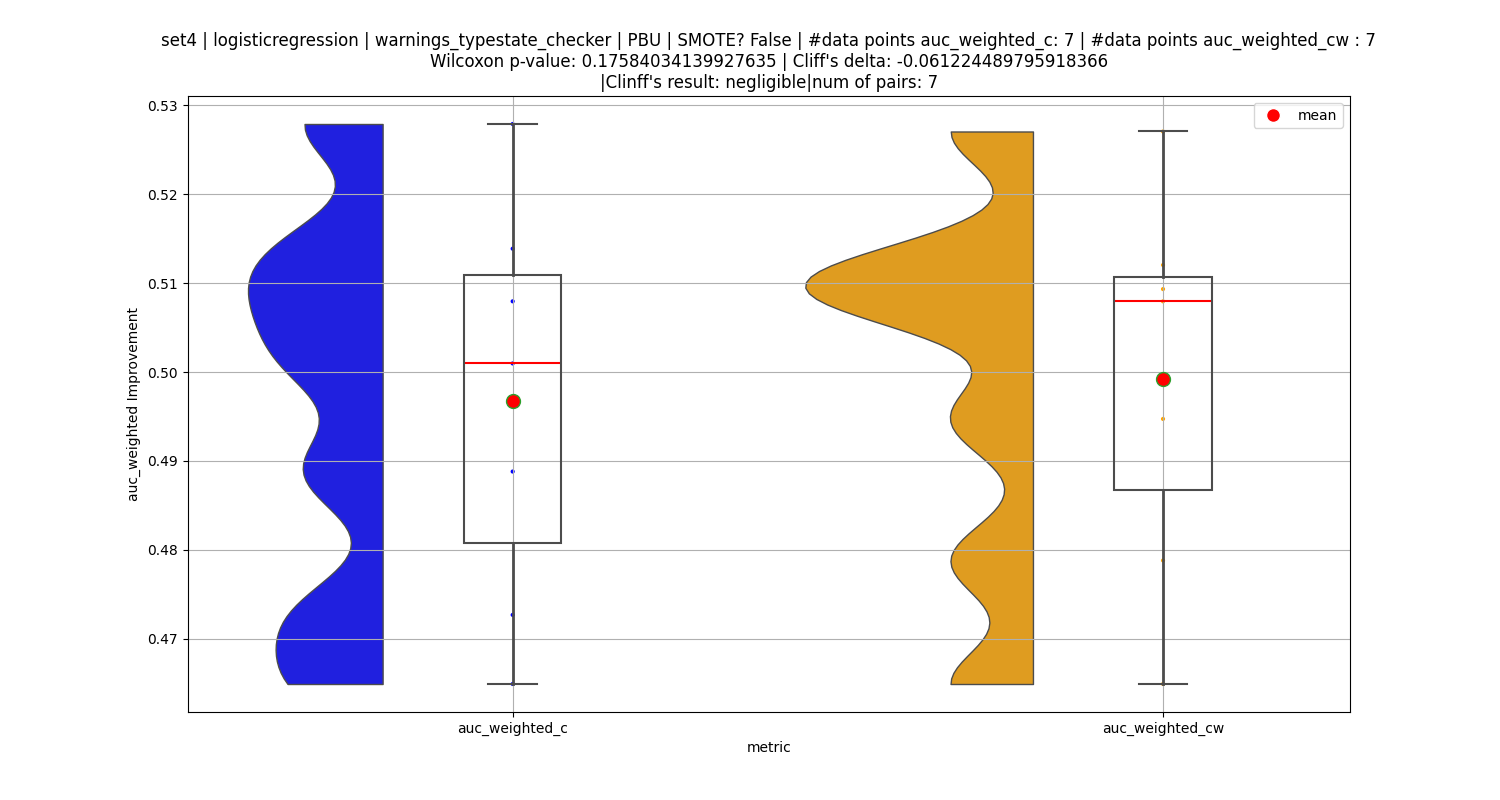 set4 | logisticregression | warnings_typestate_checker | PBU | SMOTE? False | #data points auc_weighted_c: 7 | #data points auc_weighted_cw : 7
Wilcoxon p-value: 0.17584034139927635 | Cliff's delta: -0.061224489795918366
|Clinff's result: negligible|num of pairs: 7
mean
0.53
0.52
0.51
0.50
0.49
0.48
0.47
auc_weighted Improvement
auc_weighted_c
auc_weighted_cw
metric